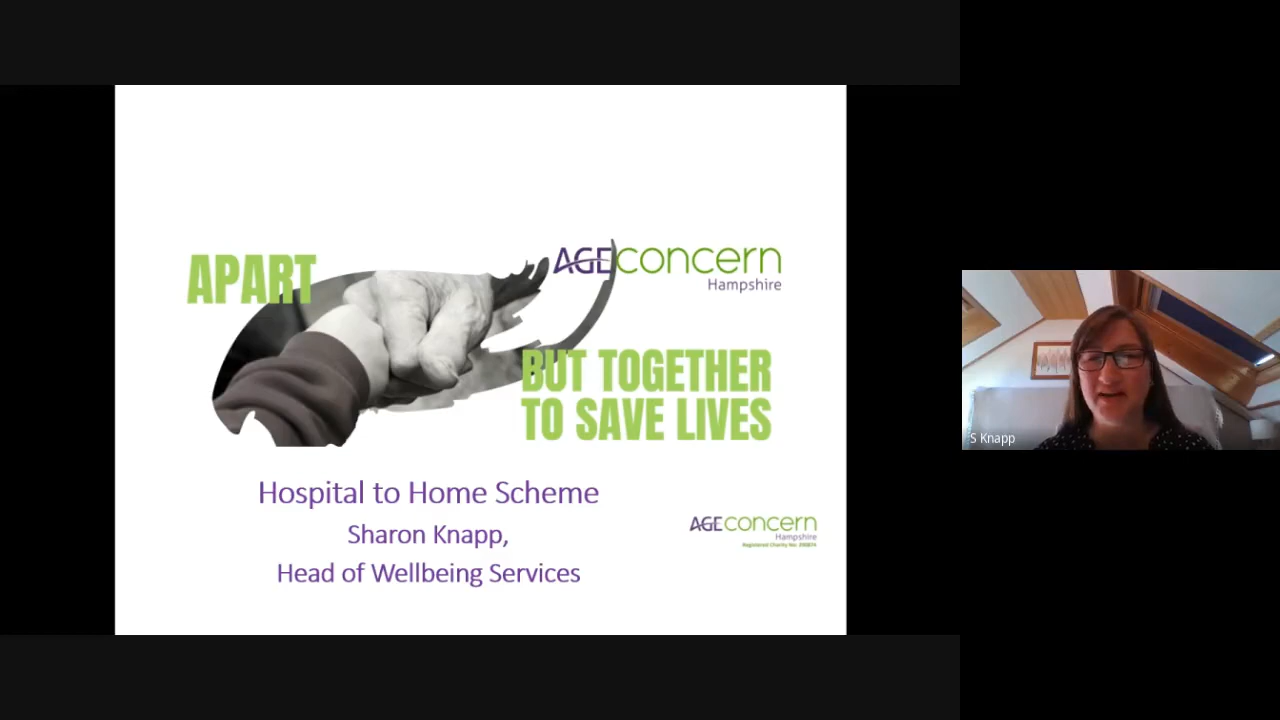 APART
AGE concern
Hampshire
BUT TOGETHER
TO SAVE LIVES
Hospital to Home Scheme
Sharon Knapp,
Head of Wellbeing Services
AGE concern
Hampshire
S Knapp